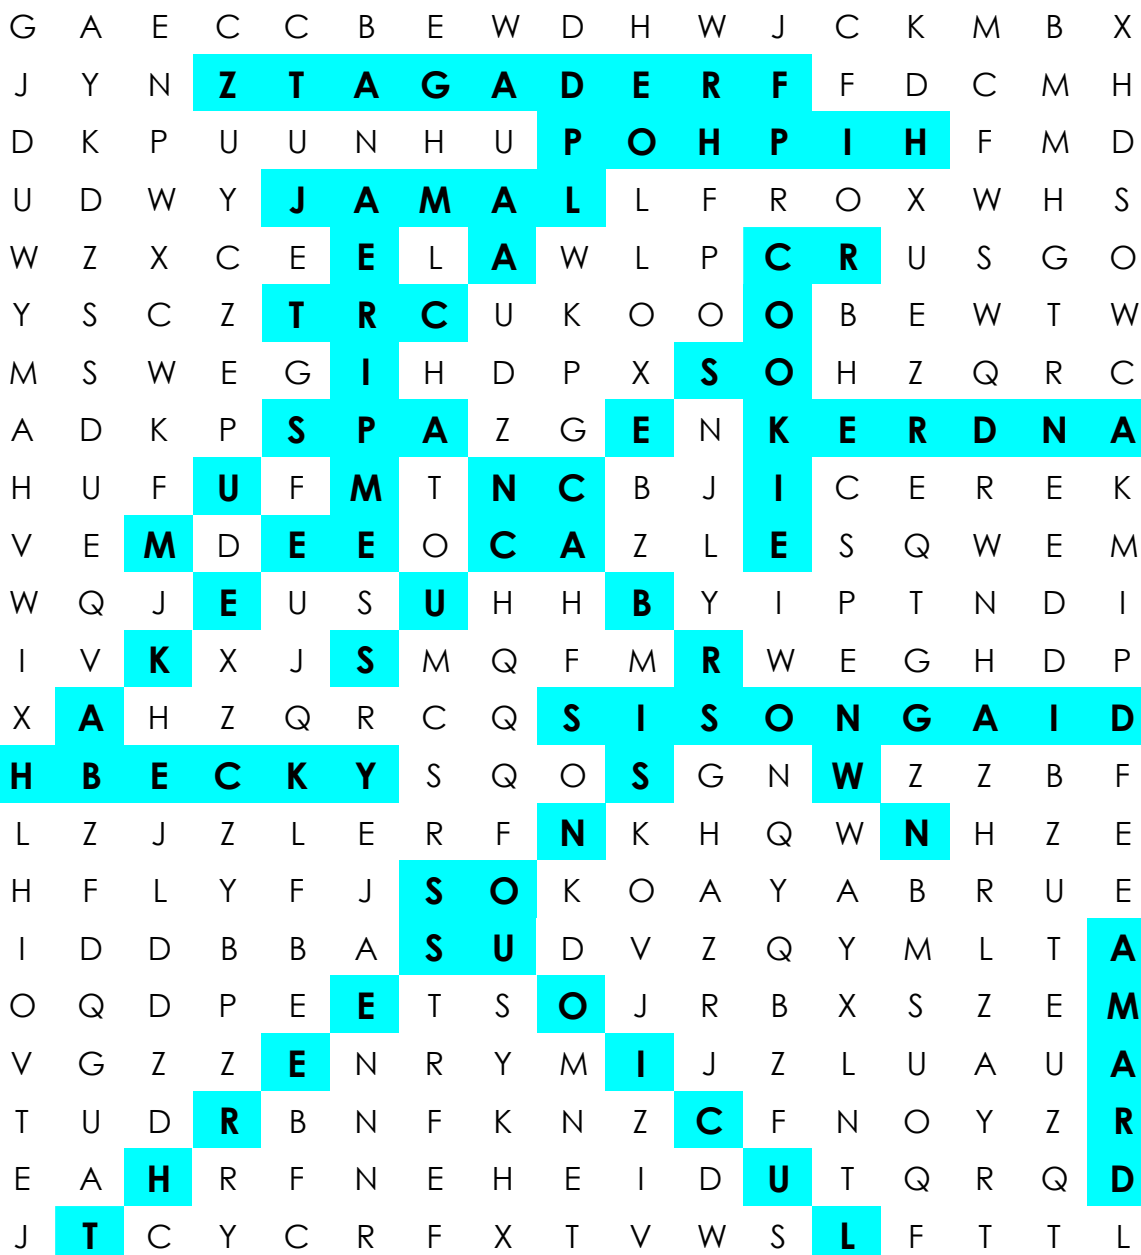 G A E C C B E W D H W J C K M B X
J Y N Z T A G A D E R F F D C M H
D K P U U N H U P O H P I H F M D
U D W Y J A M A L L F R O X W H S
W Z X C E E L A W L P C R U S G O
Y S C Z T R C U K O O O B E W T W
M S W E G I H D P X S O H Z Q R C
A D K P S P A Z G E N K E R D N A
H U F U F M T N C B J I C E R E K
V E M D E E O C A Z L E S Q W E M
W Q J E U S U H H B Y I P T N D I
I V K X J S M Q F M R W E G H D P
X A H Z Q R C Q S I S O N G A I D
H B E C K Y S Q O S G N W Z Z B F
L Z J Z L E R F N K H Q W N H Z E
H F L Y F J S O K O A Y A B R U E
I D D B B A S U D V Z Q Y M L T A
O Q D P E E T S O J R B X S Z E M
V G Z Z E N R Y M I J Z L U A U A
T U D R B N F K N Z C F N O Y Z R
E A H R F N E H E I D U T Q R Q D
J T C Y C R F X T V W S L F T T L